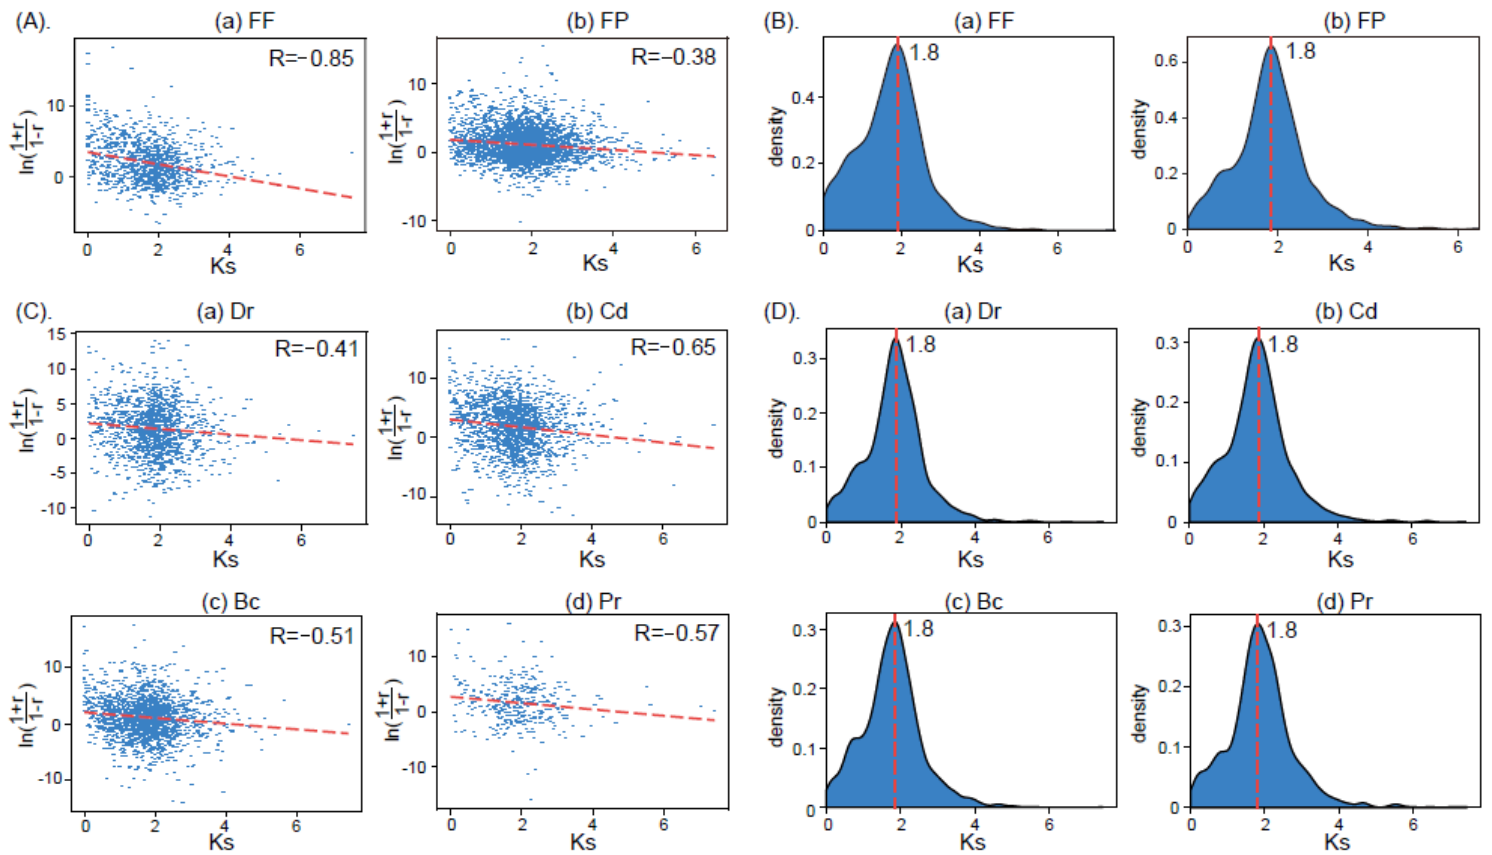 (A). (a) FF (b) FP (B). (a) FF (b) FP
R=−0.85
10
0
ln(1+r/1-r)
0 2 4 6
Ks
R=−0.38
10
0
-10
ln(1+r/1-r)
0 2 4 6
Ks
1.8
0.4
0.2
0
density
0 2 4 6
Ks
1.8
0.6
0.4
0.2
0
density
0 2 4 6
Ks
(C). (a) Dr (b) Cd (D). (a) Dr (b) Cd
R=−0.41
15
10
5
0
-5
-10
ln(1+r/1-r)
0 2 4 6
Ks
R=−0.65
10
0
-10
ln(1+r/1-r)
0 2 4 6
Ks
1.8
0.3
0.2
0.1
0
density
0 2 4 6
Ks
1.8
0.3
0.2
0.1
0
density
0 2 4 6
Ks
(c) Bc (d) Pr (c) Bc (d) Pr
R=−0.51
10
0
-10
ln(1+r/1-r)
0 2 4 6
Ks
R=−0.57
10
0
-10
ln(1+r/1-r)
0 2 4 6
Ks
1.8
0.3
0.2
0.1
0
density
0 2 4 6
Ks
1.8
0.3
0.2
0.1
0
density
0 2 4 6
Ks